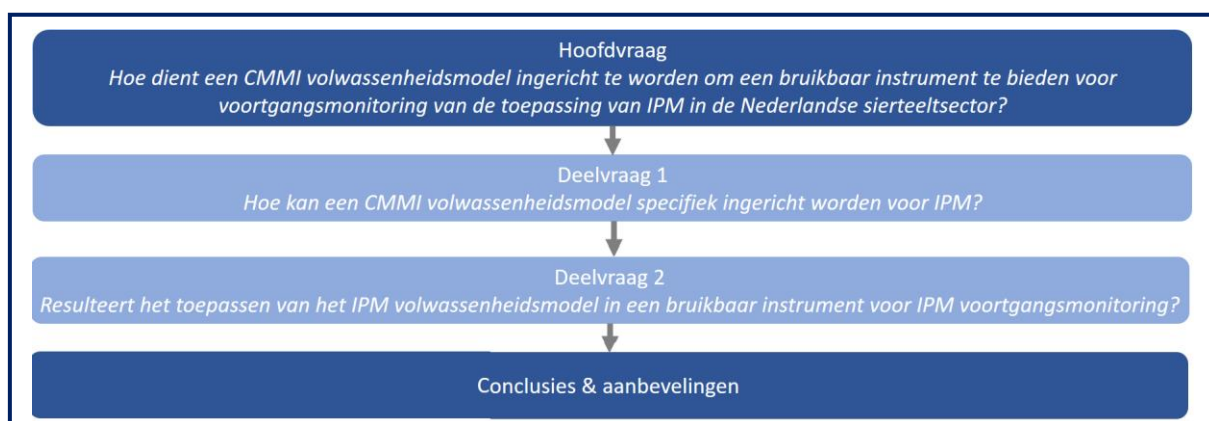 Hoofdvraag
Hoe dient een CMMI volwassenheidsmodel ingericht te worden om een bruikbaar instrument te bieden voor
voortgangsmonitoring van de toepassing van IPM in de Nederlandse sierteeltsector?
Deelvraag 1
Hoe kan een CMMI volwassenheidsmodel specifiek ingericht worden voor IPM?
Deelvraag 2
Resulteert het toepassen van het IPM volwassenheidsmodel in een bruikbaar instrument voor IPM voortgangsmonitoring?
Conclusies & aanbevelingen